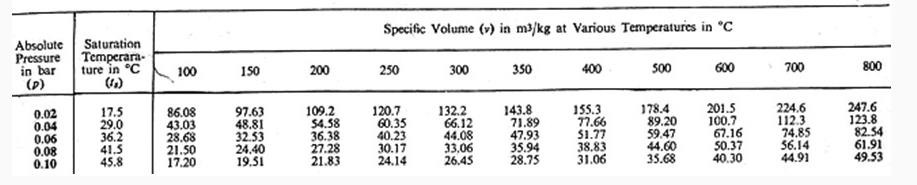 Specific Volume (v) in m3/kg at Various Temperatures in °C
Absolute Pressure in bar (p)
Saturation Temperara-ture in °C (ts)
100 150 200 250 300 350 400 500 600 700 800
0.02 17.5 86.08 97.63 109.2 120.7 132.2 143.8 155.3 178.4 201.5 224.6 247.6
0.04 29.0 43.03 48.81 54.58 60.35 66.12 71.89 77.66 89.20 100.7 112.3 123.8
0.06 36.2 28.68 32.53 36.38 40.23 44.08 47.93 51.77 59.47 67.16 74.85 82.54
0.08 41.5 21.50 24.40 27.28 30.17 33.06 35.94 38.83 44.60 50.37 56.14 61.91
0.10 45.8 17.20 19.51 21.83 24.14 26.45 28.75 31.06 35.68 40.30 44.91 49.53